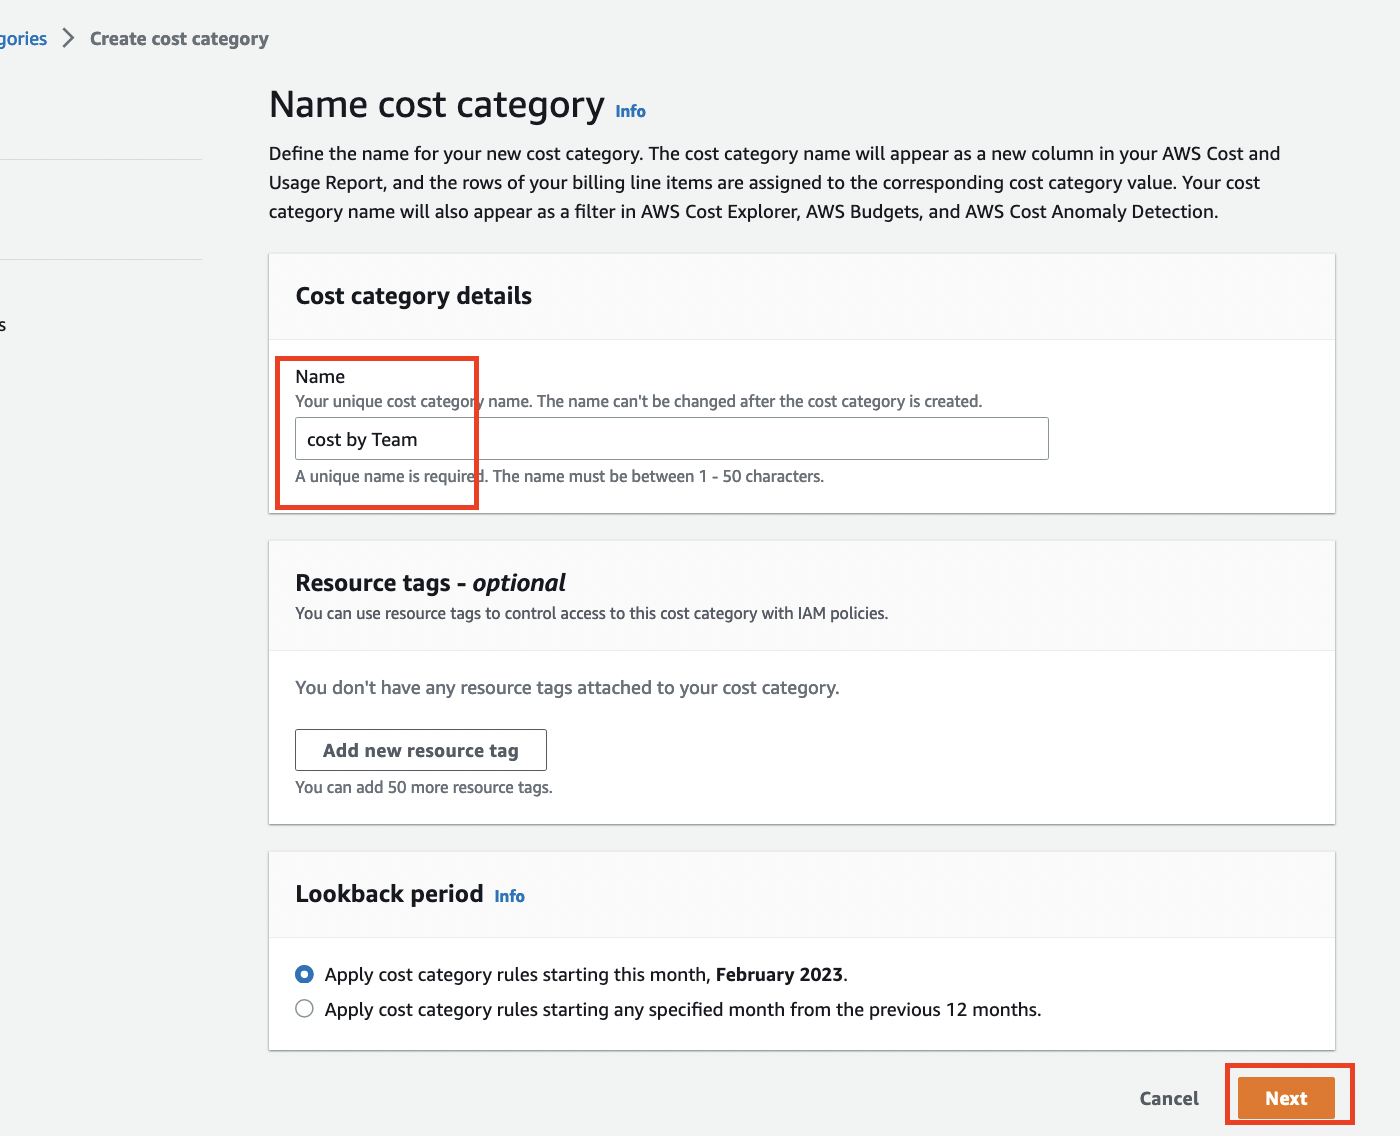 gories > Create cost category
Name cost category Info
Define the name for your new cost category. The cost category name will appear as a new column in your AWS Cost and
Usage Report, and the rows of your billing line items are assigned to the corresponding cost category value. Your cost
category name will also appear as a filter in AWS Cost Explorer, AWS Budgets, and AWS Cost Anomaly Detection.
s
Cost category details
Name
Your unique cost category name. The name can't be changed after the cost category is created.
cost by Team
A unique name is required. The name must be between 1 - 50 characters.
Resource tags - optional
You can use resource tags to control access to this cost category with IAM policies.
You don't have any resource tags attached to your cost category.
Add new resource tag
You can add 50 more resource tags.
Lookback period Info
Apply cost category rules starting this month, February 2023.
Apply cost category rules starting any specified month from the previous 12 months.
Cancel Next